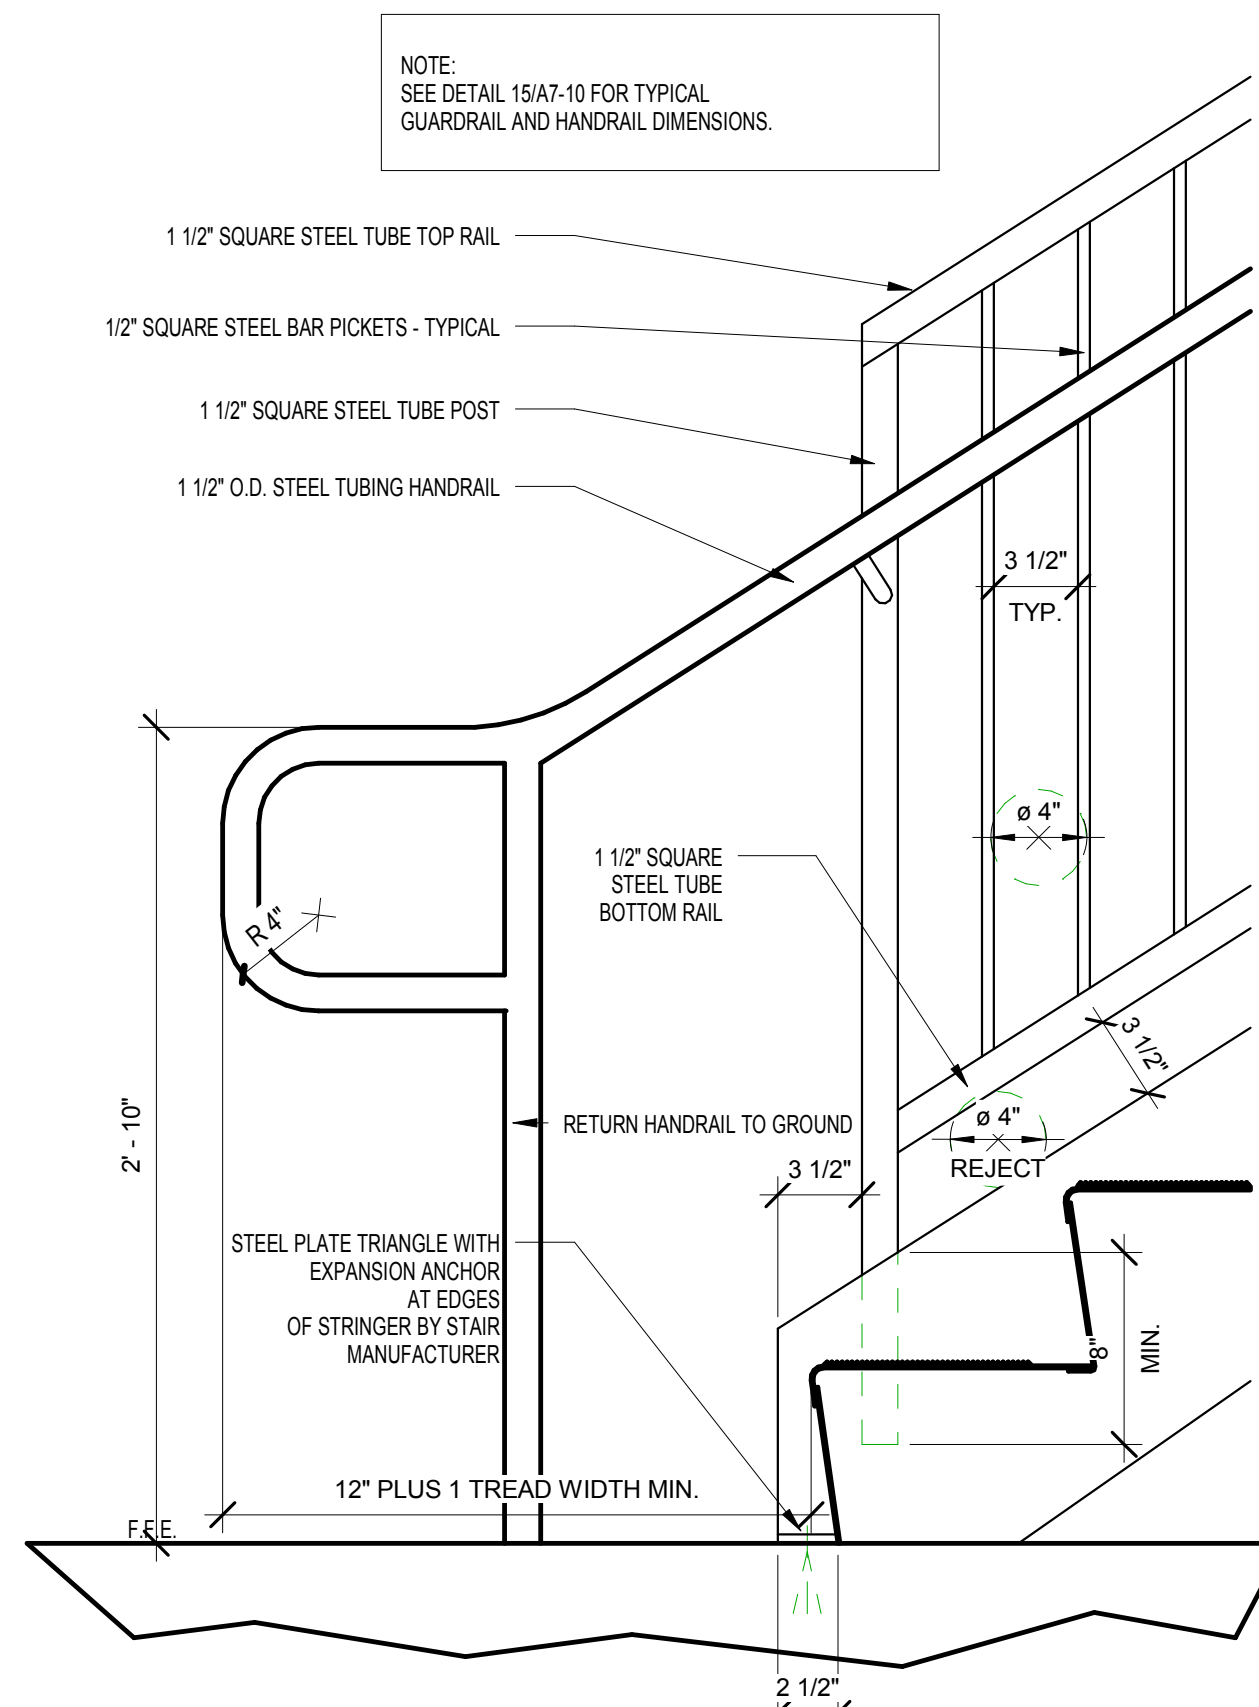 NOTE:
SEE DETAIL 15/A7-10 FOR TYPICAL
GUARDRAIL AND HANDRAIL DIMENSIONS.
1 1/2" SQUARE STEEL TUBE TOP RAIL
1/2" SQUARE STEEL BAR PICKETS - TYPICAL
1 1/2" SQUARE STEEL TUBE POST
1 1/2" O.D. STEEL TUBING HANDRAIL
3 1/2"
TYP.
ø 4"
1 1/2" SQUARE
STEEL TUBE
BOTTOM RAIL
R 4"
3 1/2"
2' - 10"
ø 4"
REJECT
RETURN HANDRAIL TO GROUND
3 1/2"
STEEL PLATE TRIANGLE WITH
EXPANSION ANCHOR
AT EDGES
OF STRINGER BY STAIR
MANUFACTURER
8"
MIN.
12" PLUS 1 TREAD WIDTH MIN.
F.F.E.
2 1/2"